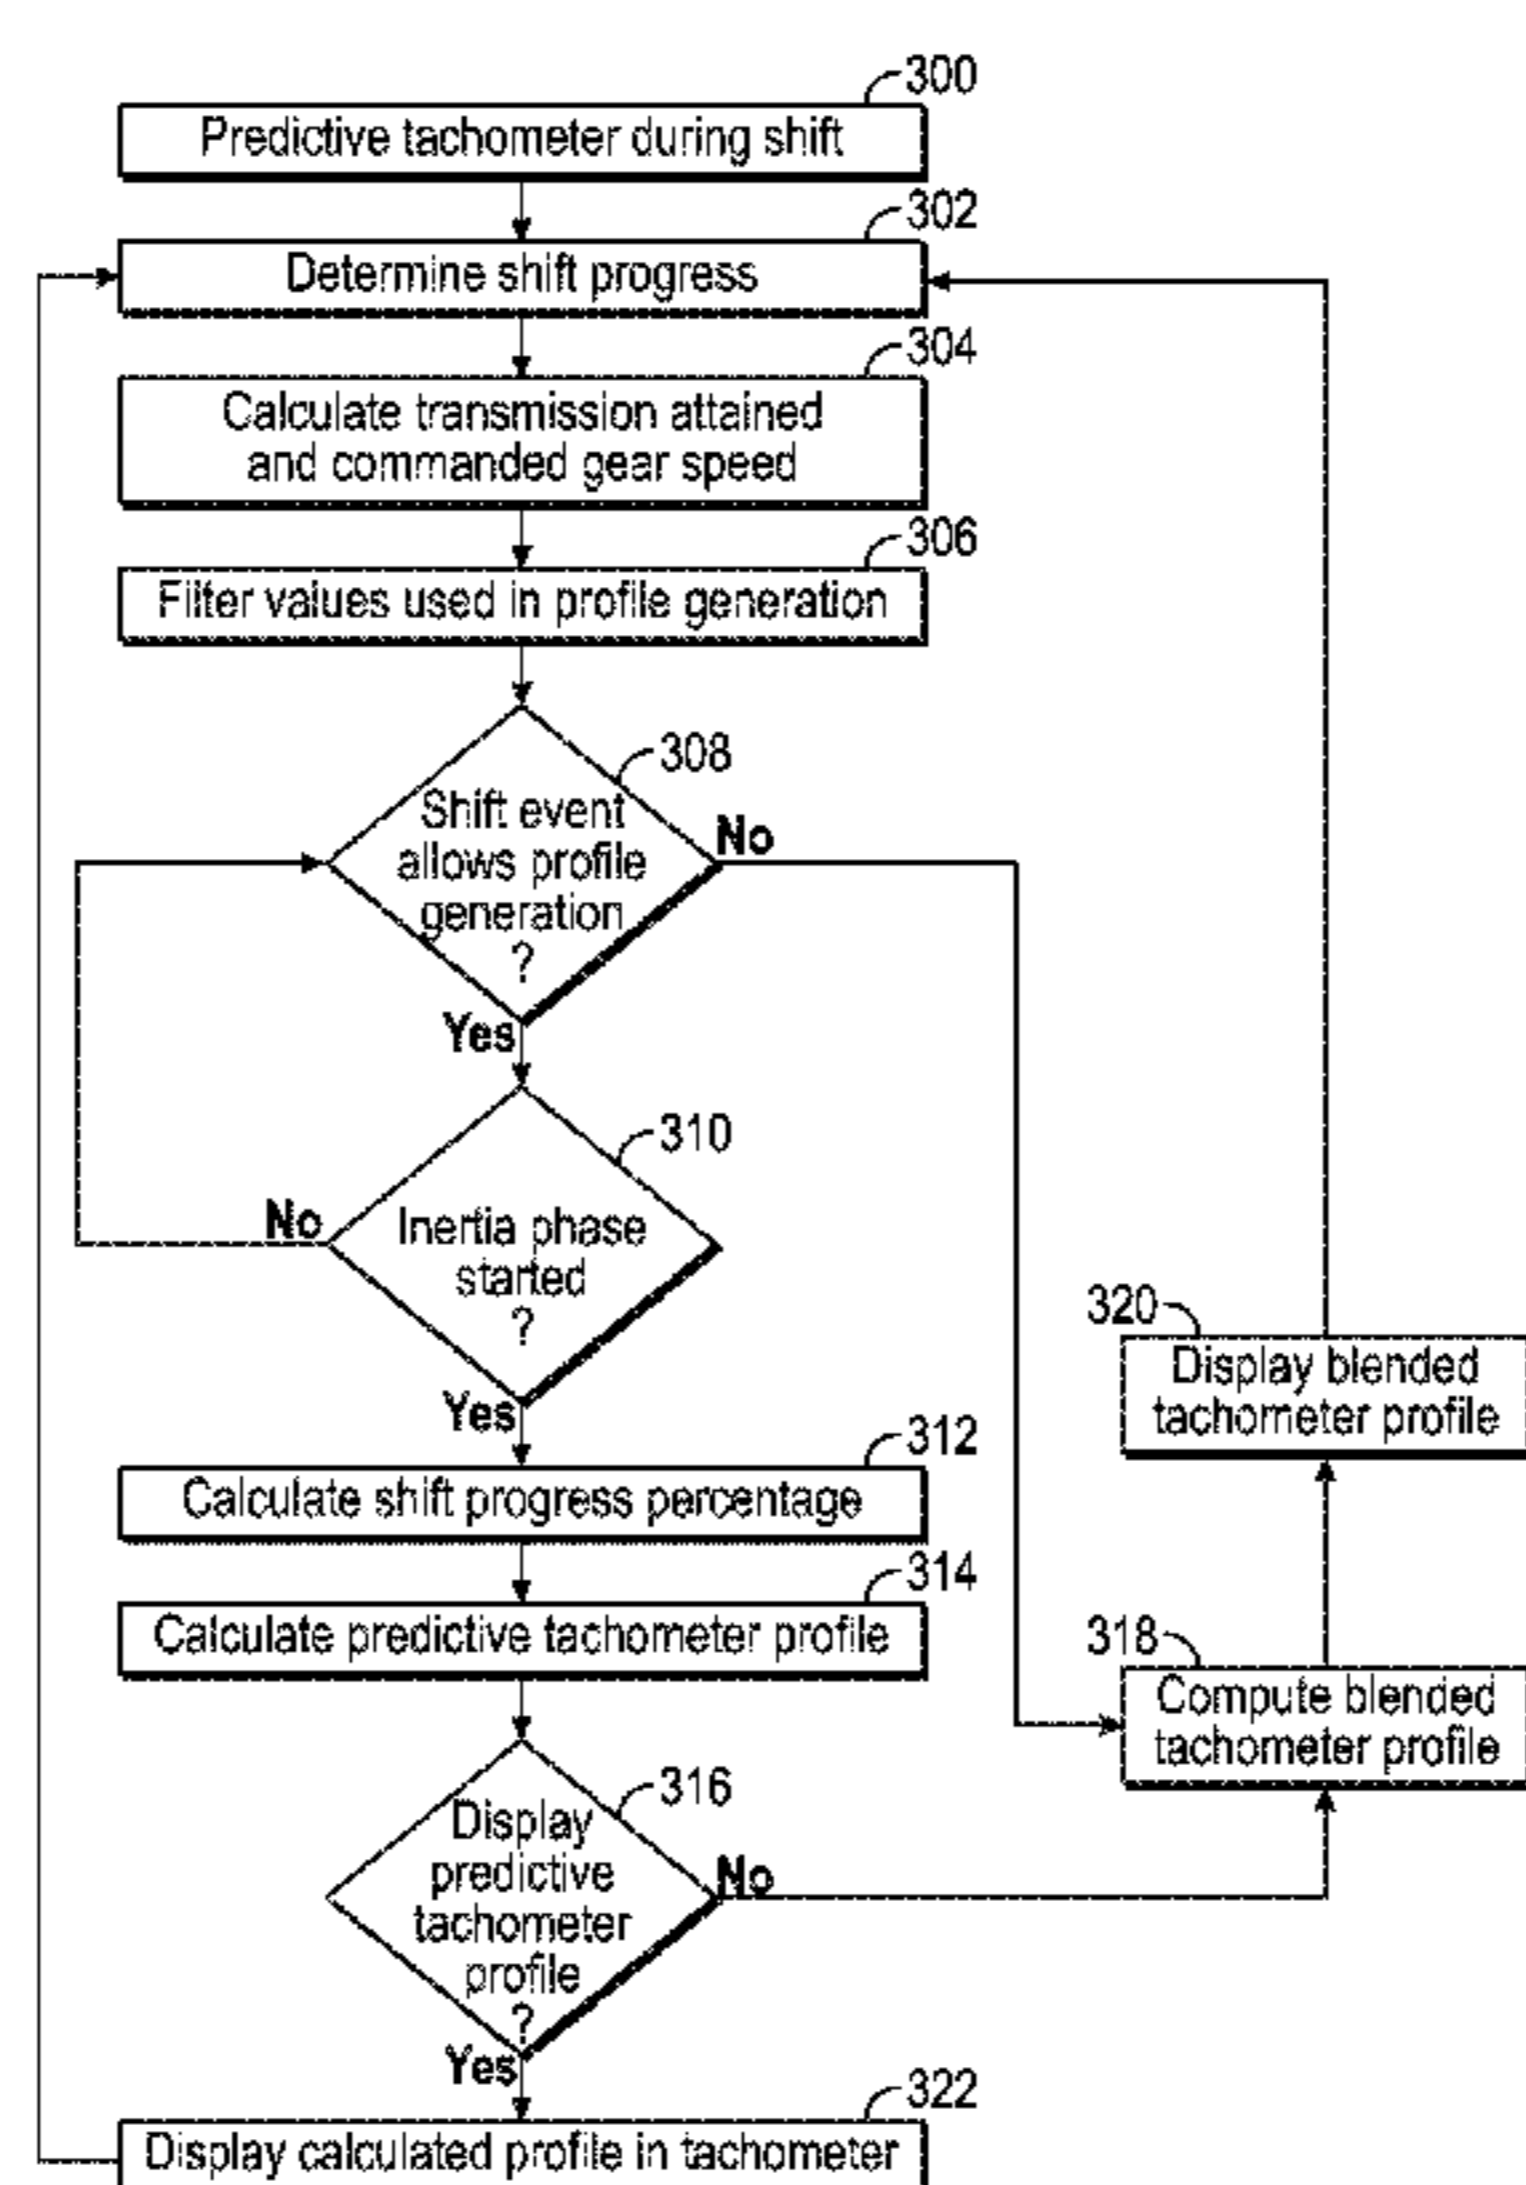 300
Predictive tachometer during shift
302
Determine shift progress
304
Calculate transmission attained
and commanded gear speed
306
Filter values used in profile generation
308
Shift event
allows profile
generation
?
No
Yes
310
Inertia phase
started
?
No
Yes
312
Calculate shift progress percentage
314
Calculate predictive tachometer profile
316
Display
predictive
tachometer
profile
?
No
Yes
318
Compute blended
tachometer profile
320
Display blended
tachometer profile
322
Display calculated profile in tachometer